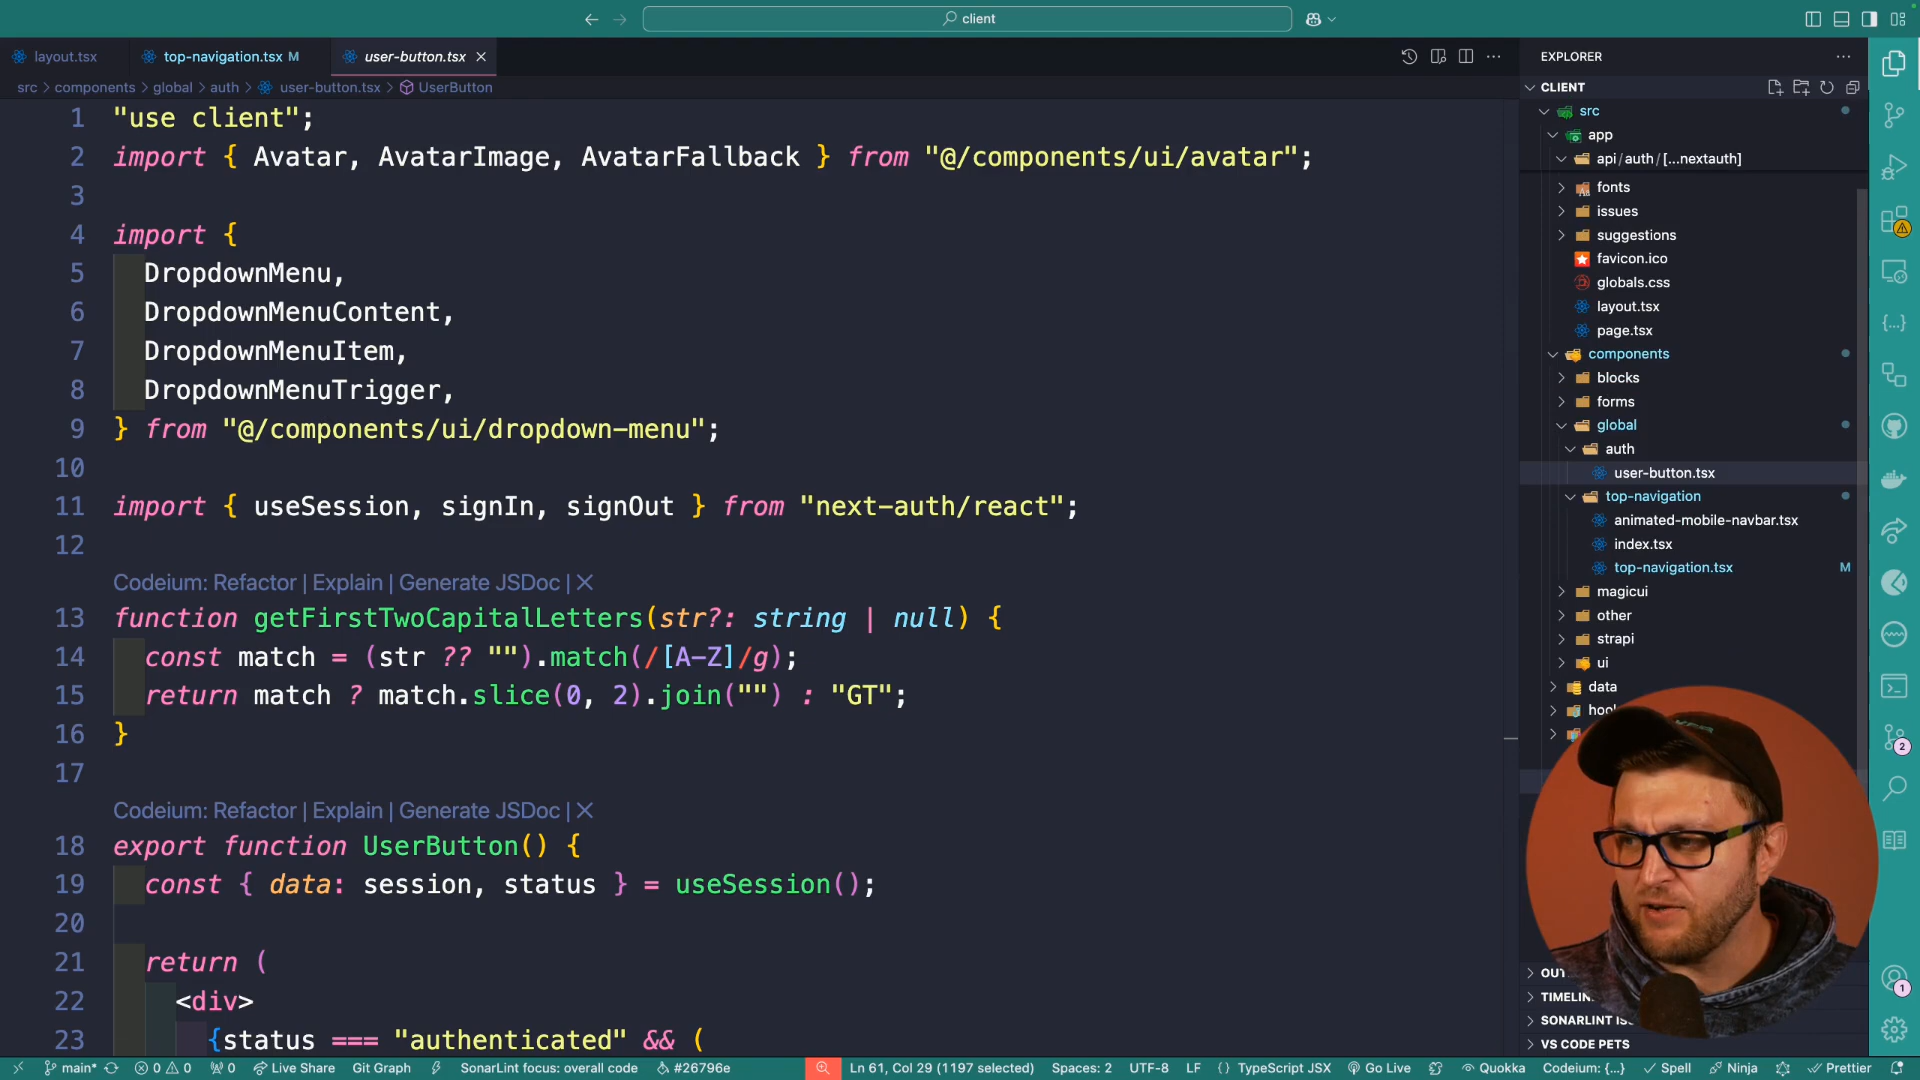 client
layout.tsx
top-navigation.tsx M
user-button.tsx
src > components > global > auth > user-button.tsx > UserButton
1 "use client";
2 import { Avatar, AvatarImage, AvatarFallback } from "@/components/ui/avatar";
3
4 import {
5 DropdownMenu,
6 DropdownMenuContent,
7 DropdownMenuItem,
8 DropdownMenuTrigger,
9 } from "@/components/ui/dropdown-menu";
10
11 import { useSession, signIn, signOut } from "next-auth/react";
12
Codeium: Refactor | Explain | Generate JSDoc | ✕
13 function getFirstTwoCapitalLetters(str?: string | null) {
14 const match = (str ?? "").match(/[A-Z]/g);
15 return match ? match.slice(0, 2).join("") : "GT";
16 }
17
Codeium: Refactor | Explain | Generate JSDoc | ✕
18 export function UserButton() {
19 const { data: session, status } = useSession();
20
21 return (
22 <div>
23 {status === "authenticated" && (
EXPLORER
CLIENT
src
app
api/auth/[...nextauth]
fonts
issues
suggestions
favicon.ico
globals.css
layout.tsx
page.tsx
components
blocks
forms
global
auth
user-button.tsx
top-navigation
animated-mobile-navbar.tsx
index.tsx
top-navigation.tsx M
magicui
other
strapi
ui
data
TIMELIN
SONARLINT IS
VS CODE PETS
2
1
main* 0 0 0 Live Share Git Graph SonarLint focus: overall code #26796e Ln 61, Col 29 (1197 selected) Spaces: 2 UTF-8 LF TypeScript JSX Go Live Quokka Codeium: {...} Spell Ninja Prettier